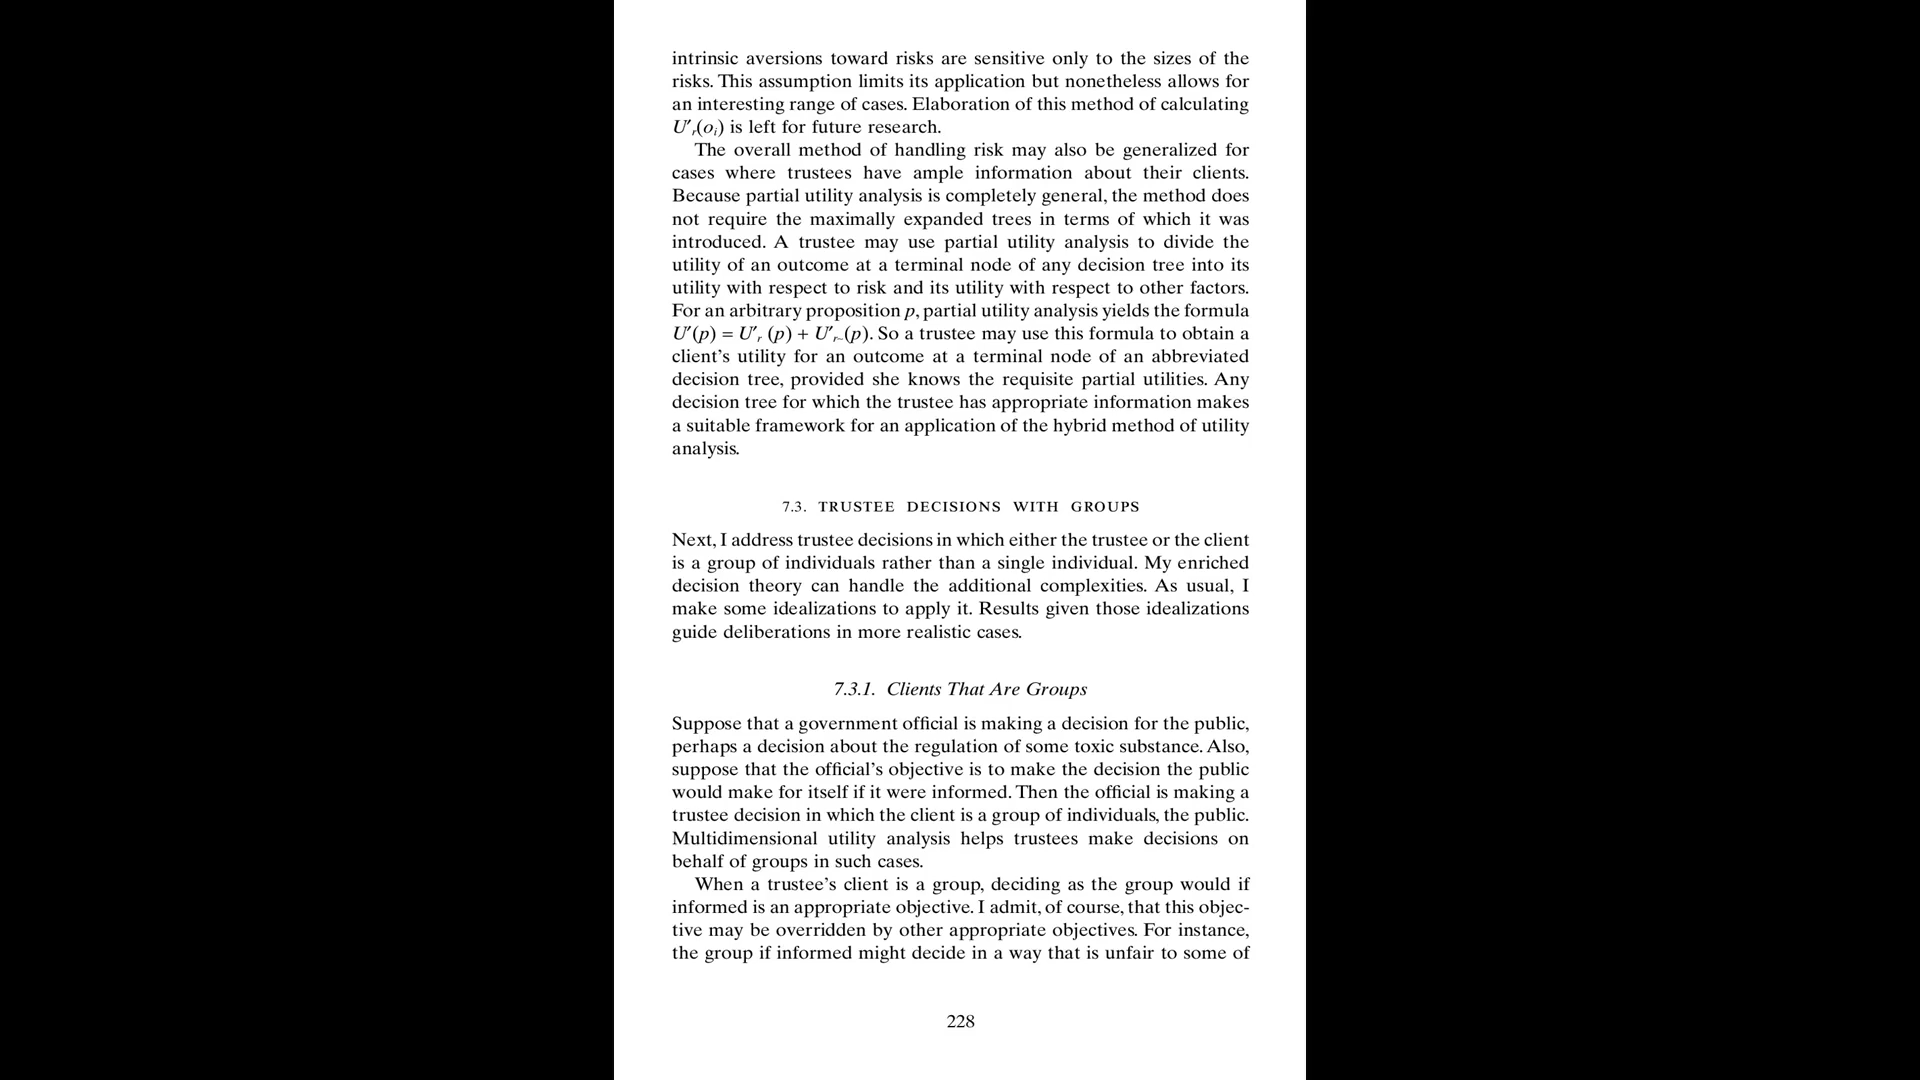 intrinsic aversions toward risks are sensitive only to the sizes of the
risks. This assumption limits its application but nonetheless allows for
an interesting range of cases. Elaboration of this method of calculating
U′r(oi) is left for future research.
The overall method of handling risk may also be generalized for
cases where trustees have ample information about their clients.
Because partial utility analysis is completely general, the method does
not require the maximally expanded trees in terms of which it was
introduced. A trustee may use partial utility analysis to divide the
utility of an outcome at a terminal node of any decision tree into its
utility with respect to risk and its utility with respect to other factors.
For an arbitrary proposition p, partial utility analysis yields the formula
U′(p) = U′r (p) + U′r~(p). So a trustee may use this formula to obtain a
client's utility for an outcome at a terminal node of an abbreviated
decision tree, provided she knows the requisite partial utilities. Any
decision tree for which the trustee has appropriate information makes
a suitable framework for an application of the hybrid method of utility
analysis.
7.3. TRUSTEE DECISIONS WITH GROUPS
Next, I address trustee decisions in which either the trustee or the client
is a group of individuals rather than a single individual. My enriched
decision theory can handle the additional complexities. As usual, I
make some idealizations to apply it. Results given those idealizations
guide deliberations in more realistic cases.
7.3.1. Clients That Are Groups
Suppose that a government official is making a decision for the public,
perhaps a decision about the regulation of some toxic substance. Also,
suppose that the official's objective is to make the decision the public
would make for itself if it were informed. Then the official is making a
trustee decision in which the client is a group of individuals, the public.
Multidimensional utility analysis helps trustees make decisions on
behalf of groups in such cases.
When a trustee's client is a group, deciding as the group would if
informed is an appropriate objective. I admit, of course, that this objec-
tive may be overridden by other appropriate objectives. For instance,
the group if informed might decide in a way that is unfair to some of
228